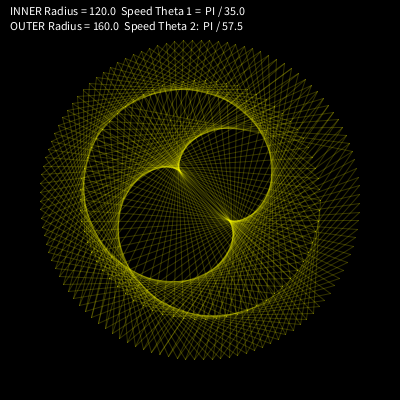 INNER Radius = 120.0  Speed Theta 1 =  PI / 35.0
OUTER Radius = 160.0  Speed Theta 2:  PI / 57.5